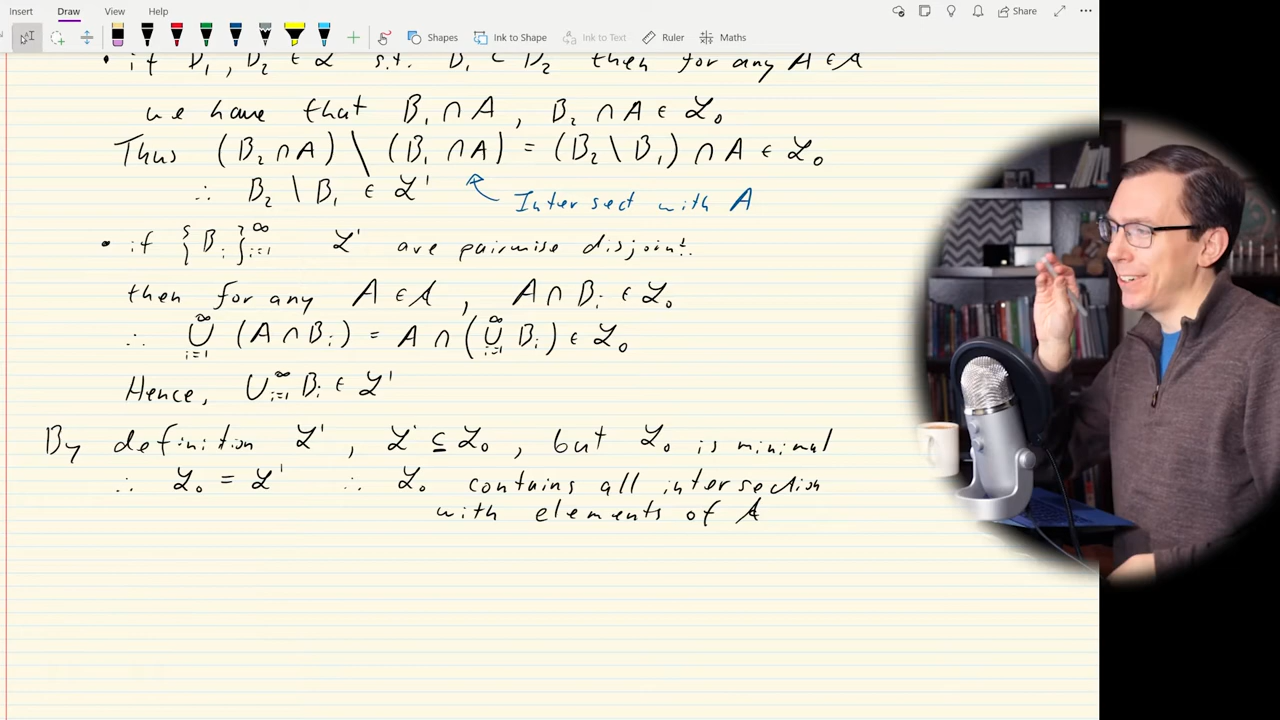 Insert Draw View Help Share
Shapes Ink to Shape Ink to Text Ruler Maths
• if B₁, B₂ ∈ ℒ' s.t. B₁ ⊂ B₂ then for any A ∈ 𝒜
we have that B₁ ∩ A, B₂ ∩ A ∈ ℒ₀
Thus (B₂ ∩ A) \ (B₁ ∩ A) = (B₂ \ B₁) ∩ A ∈ ℒ₀
∴ B₂ \ B₁ ∈ ℒ'
Intersect with A
• if {Bᵢ}ᵢ₌₁^∞ ℒ' are pairwise disjoint.
then for any A ∈ 𝒜, A ∩ Bᵢ ∈ ℒ₀
∴ ∪ᵢ₌₁^∞ (A ∩ Bᵢ) = A ∩ (∪ᵢ₌₁^∞ Bᵢ) ∈ ℒ₀
Hence, ∪ᵢ₌₁^∞ Bᵢ ∈ ℒ'
By definition ℒ', ℒ' ⊆ ℒ₀, but ℒ₀ is minimal
∴ ℒ₀ = ℒ' ∴ ℒ₀ contains all intersection
with elements of 𝒜